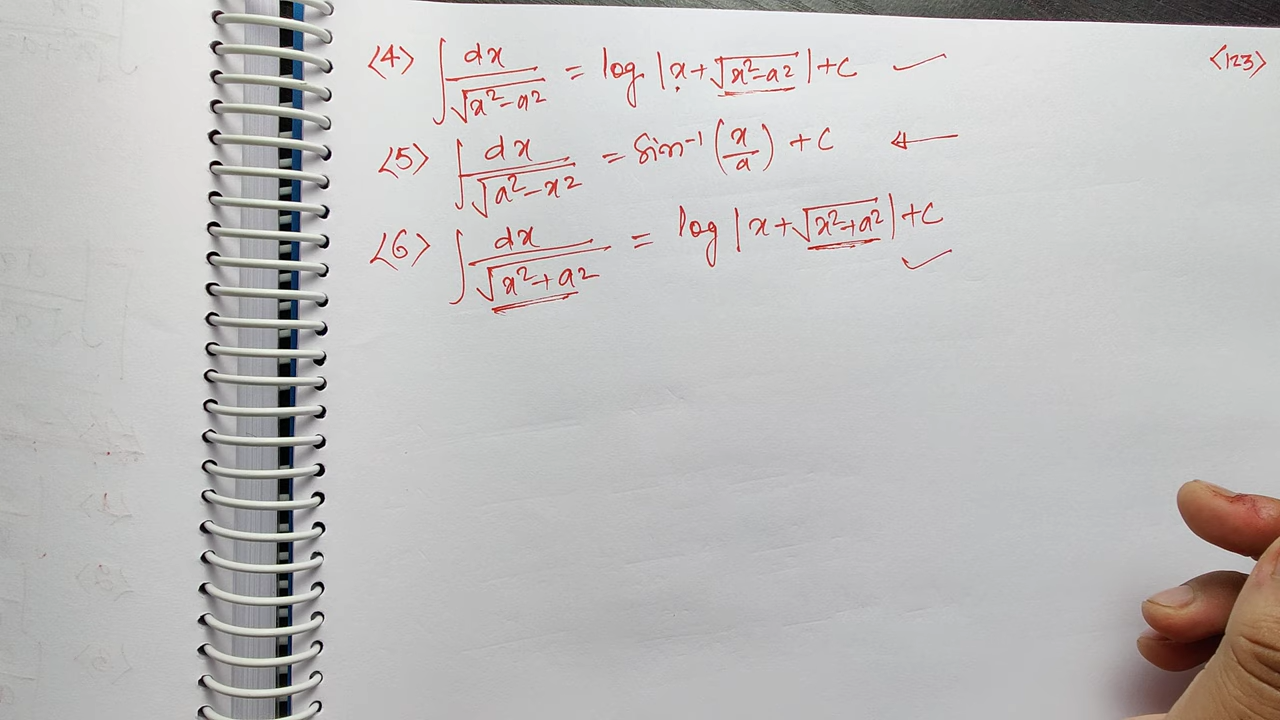 <4> ∫ dx/√(x²-a²) = log |x+√(x²-a²)|+c <123>
<5> ∫ dx/√(a²-x²) = Sin⁻¹(x/a) +c
<6> ∫ dx/√(x²+a²) = log |x+√(x²+a²)|+c